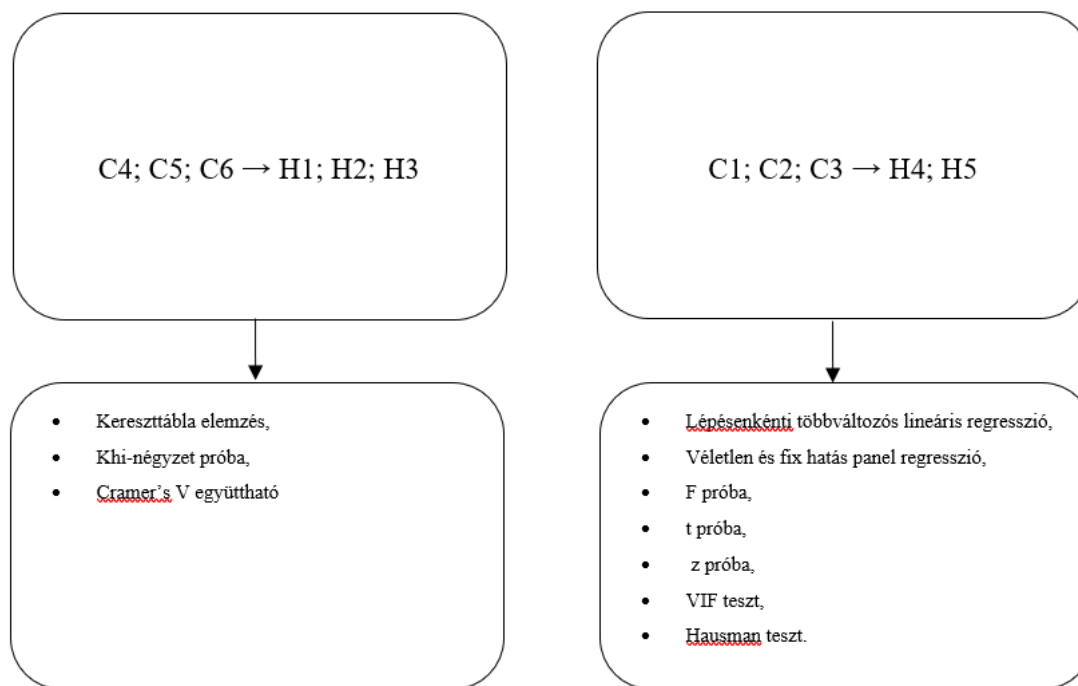 C4; C5; C6 → H1; H2; H3
C1; C2; C3 → H4; H5
• Kereszttábla elemzés,
• Khi-négyzet próba,
• Cramer’s V együttható
• Lépésenkénti többváltozós lineáris regresszió,
• Véletlen és fix hatás panel regresszió,
• F próba,
• t próba,
• z próba,
• VIF teszt,
• Hausman teszt.